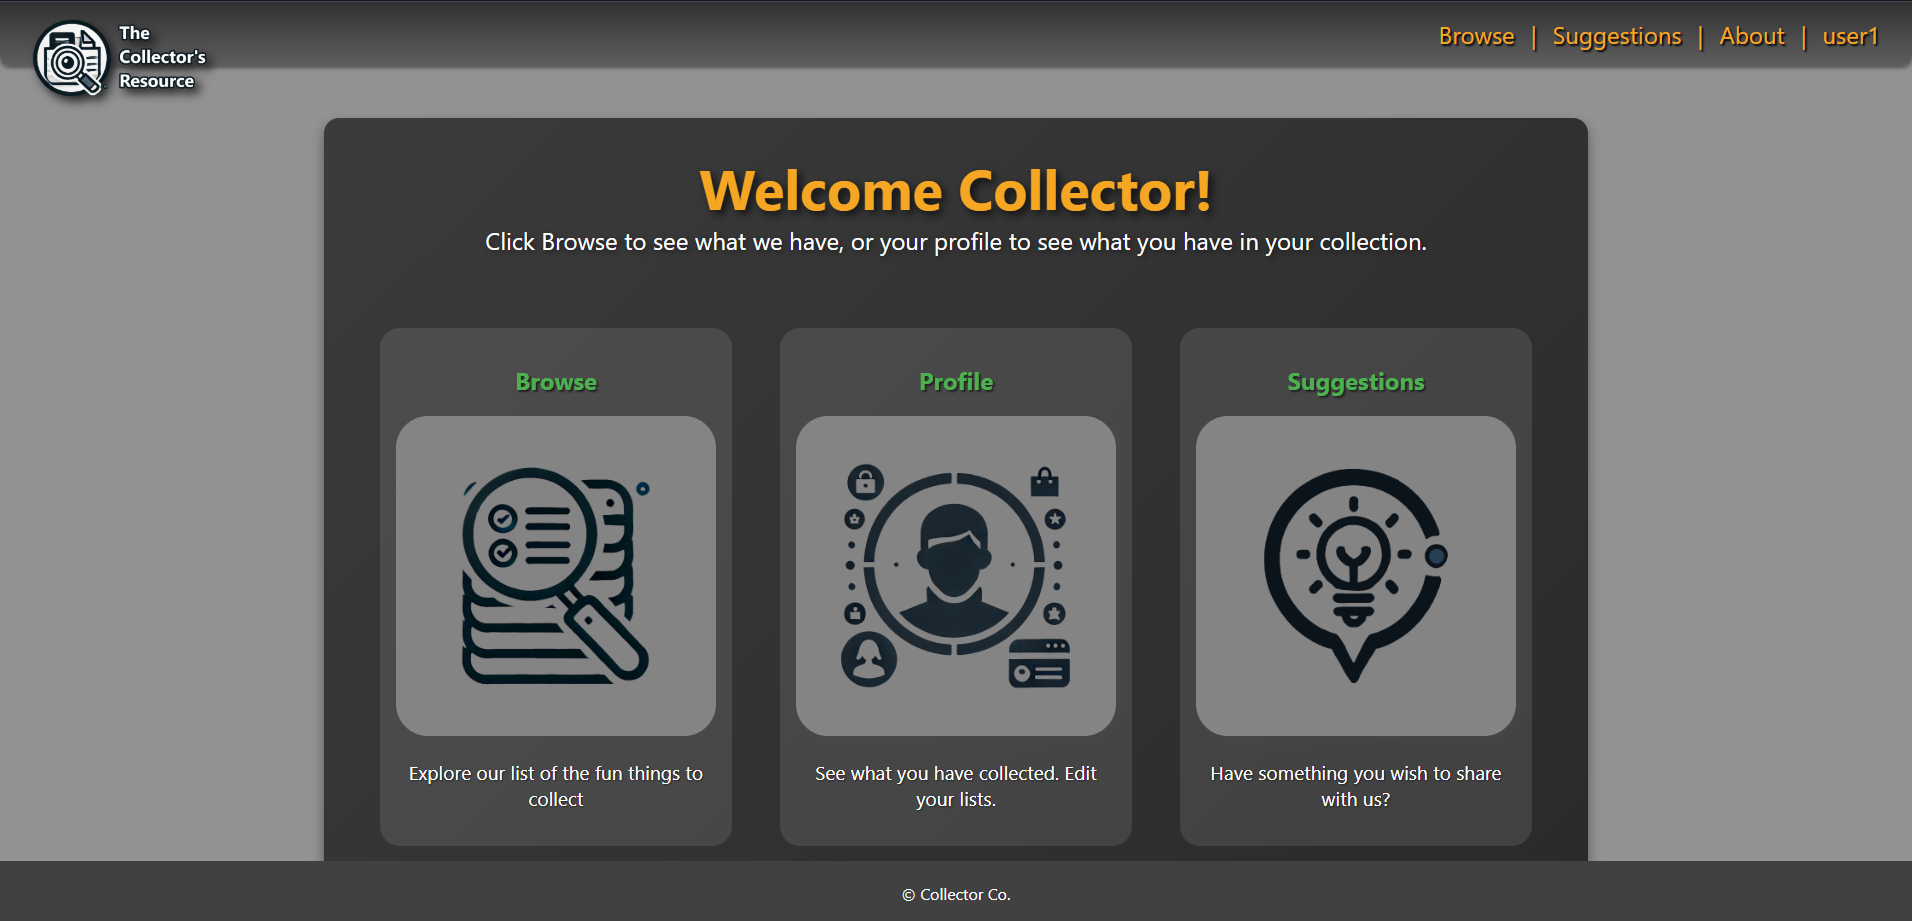 The
Collector's
Resource
Browse | Suggestions | About | user1
Welcome Collector!
Click Browse to see what we have, or your profile to see what you have in your collection.
Browse
Explore our list of the fun things to
collect
Profile
See what you have collected. Edit
your lists.
Suggestions
Have something you wish to share
with us?
© Collector Co.